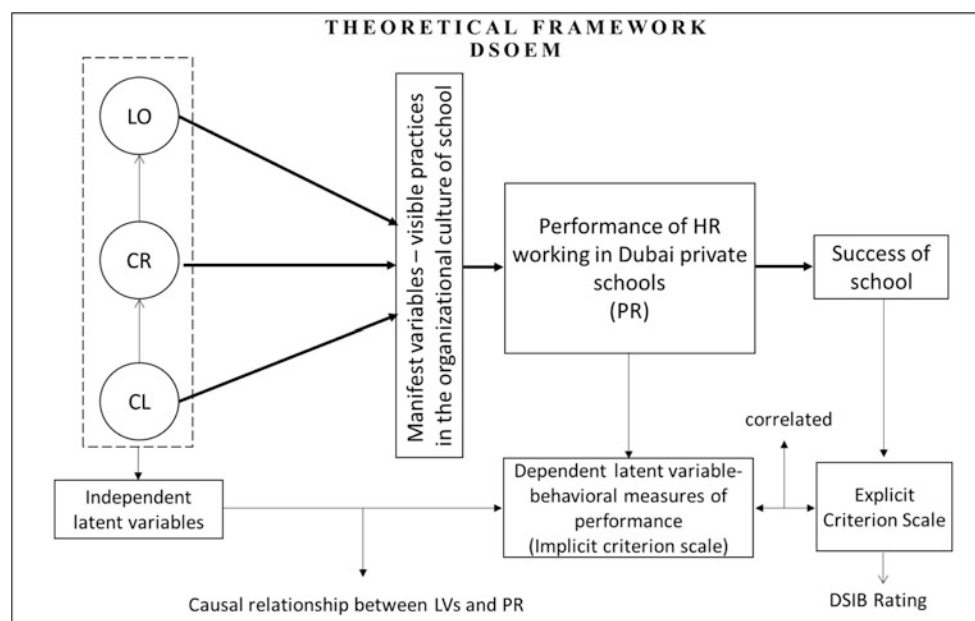 THEORETICAL FRAMEWORK
DSOEM
LO
CR
CL
Independent
latent variables
Manifest variables – visible practices
in the organizational culture of school
Performance of HR
working in Dubai private
schools
(PR)
Success of
school
correlated
Dependent latent variable-
behavioral measures of
performance
(Implicit criterion scale)
Explicit
Criterion Scale
Causal relationship between LVs and PR
DSIB Rating